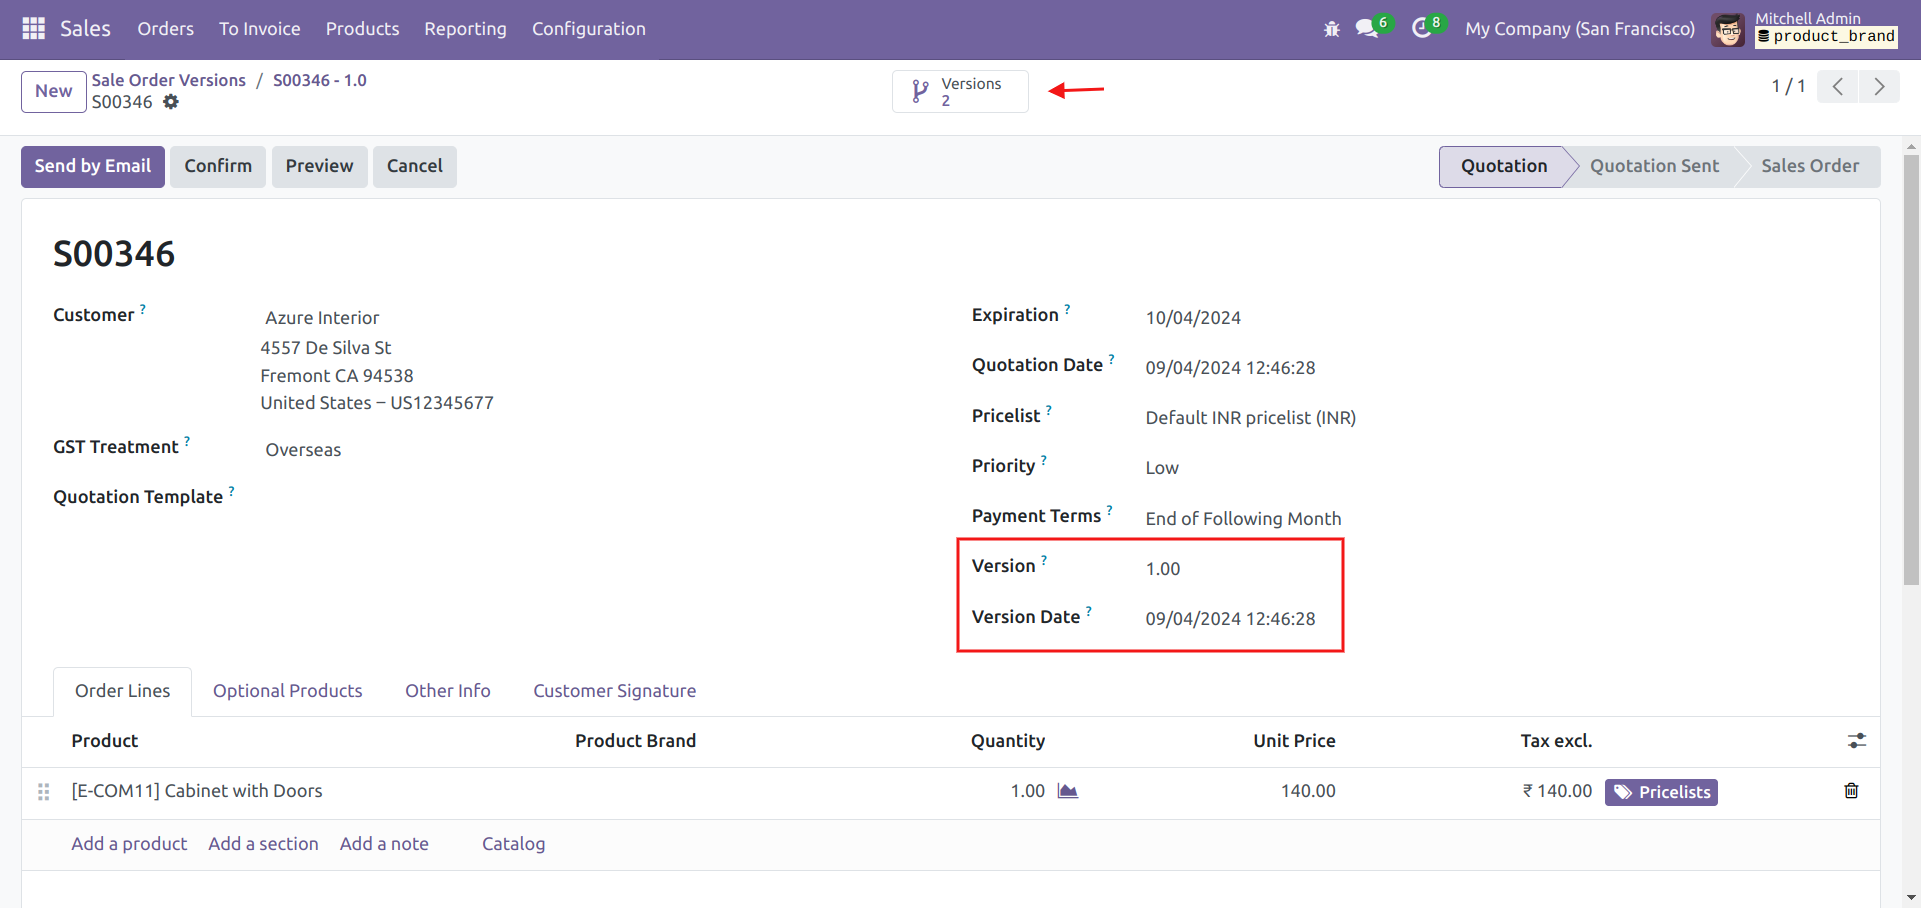 Sales Orders To Invoice Products Reporting Configuration 6 8 My Company (San Francisco) Mitchell Admin
product_brand
New Sale Order Versions / S00346 - 1.0
S00346
Versions
2
1 / 1
Send by Email Confirm Preview Cancel Quotation Quotation Sent Sales Order
S00346
Customer ? Azure Interior
4557 De Silva St
Fremont CA 94538
United States – US12345677
GST Treatment ? Overseas
Quotation Template ?
Expiration ? 10/04/2024
Quotation Date ? 09/04/2024 12:46:28
Pricelist ? Default INR pricelist (INR)
Priority ? Low
Payment Terms ? End of Following Month
Version ? 1.00
Version Date ? 09/04/2024 12:46:28
Order Lines Optional Products Other Info Customer Signature
Product Product Brand Quantity Unit Price Tax excl.
[E-COM11] Cabinet with Doors 1.00 140.00 ₹ 140.00 Pricelists
Add a product Add a section Add a note Catalog